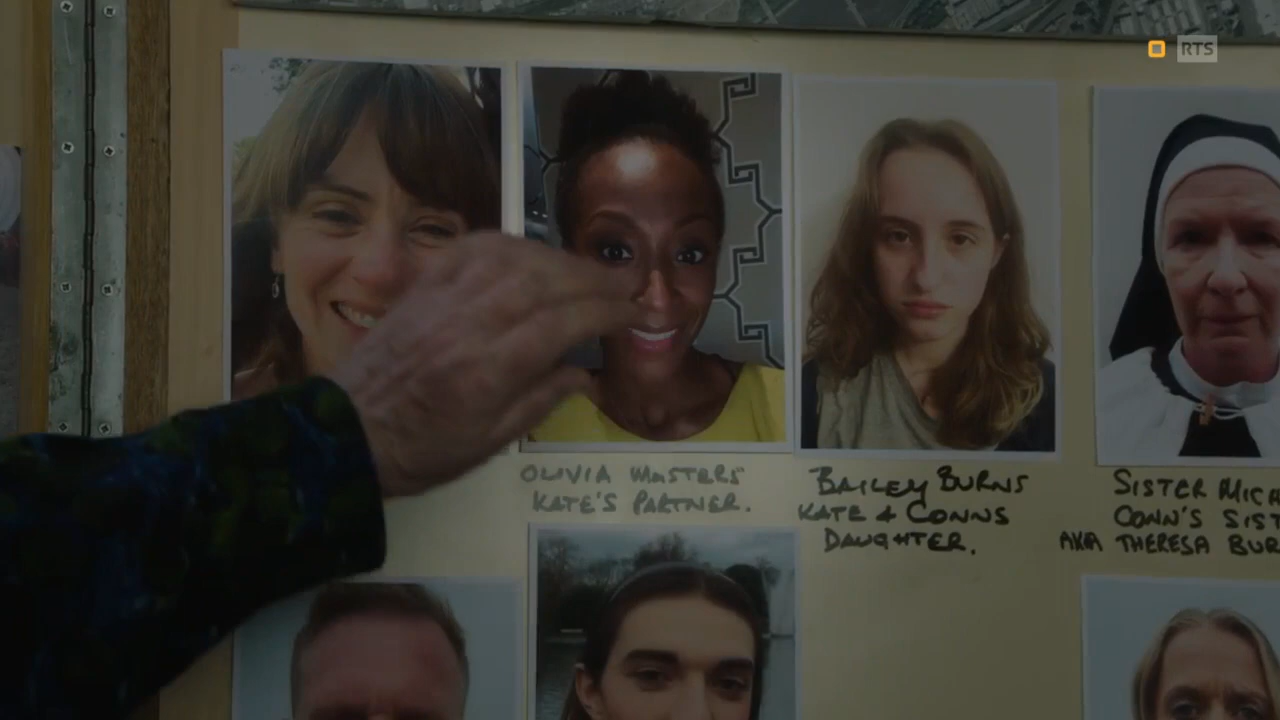 RTS
OLIVIA MASTERS
KATE'S PARTNER.
BAILEY BURNS
KATE & CONNS
DAUGHTER.
SISTER
CONN'S
AKA THERESA